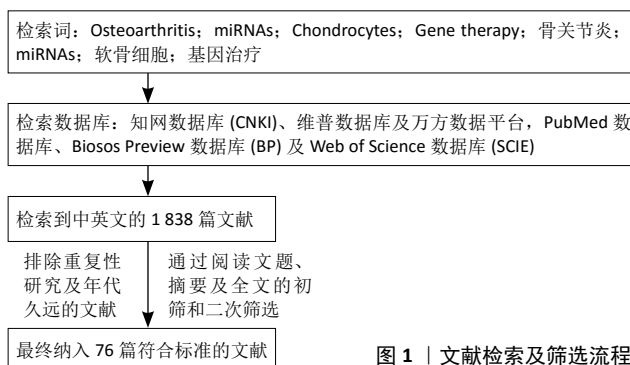 检索词：Osteoarthritis；miRNAs；Chondrocytes；Gene therapy；骨关节炎；
miRNAs；软骨细胞；基因治疗
检索数据库：知网数据库 (CNKI)、维普数据库及万方数据平台，PubMed 数
据库、Biosos Preview 数据库 (BP) 及 Web of Science 数据库 (SCIE)
检索到中英文的 1 838 篇文献
排除重复性
研究及年代
久远的文献
通过阅读文题、
摘要及全文的初
筛和二次筛选
最终纳入 76 篇符合标准的文献
图 1 ｜文献检索及筛选流程